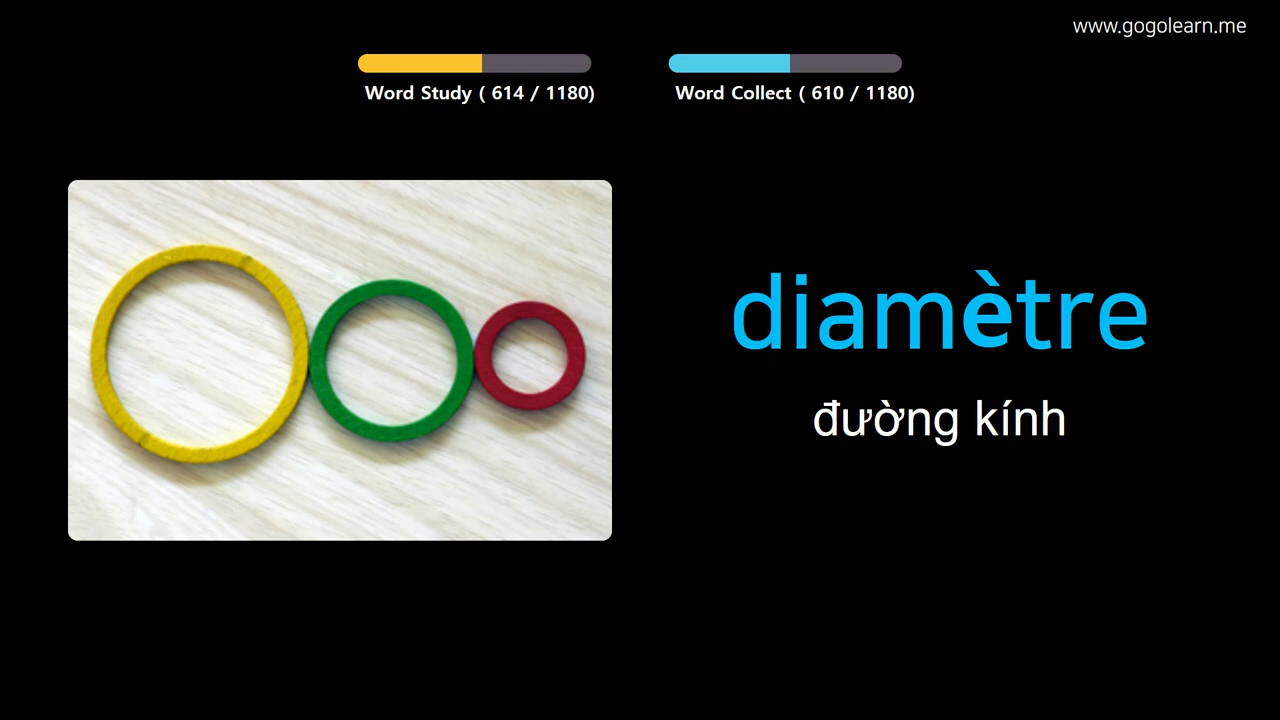 www.gogolearn.me
Word Study ( 614 / 1180)
Word Collect ( 610 / 1180)
diamètre
đường kính